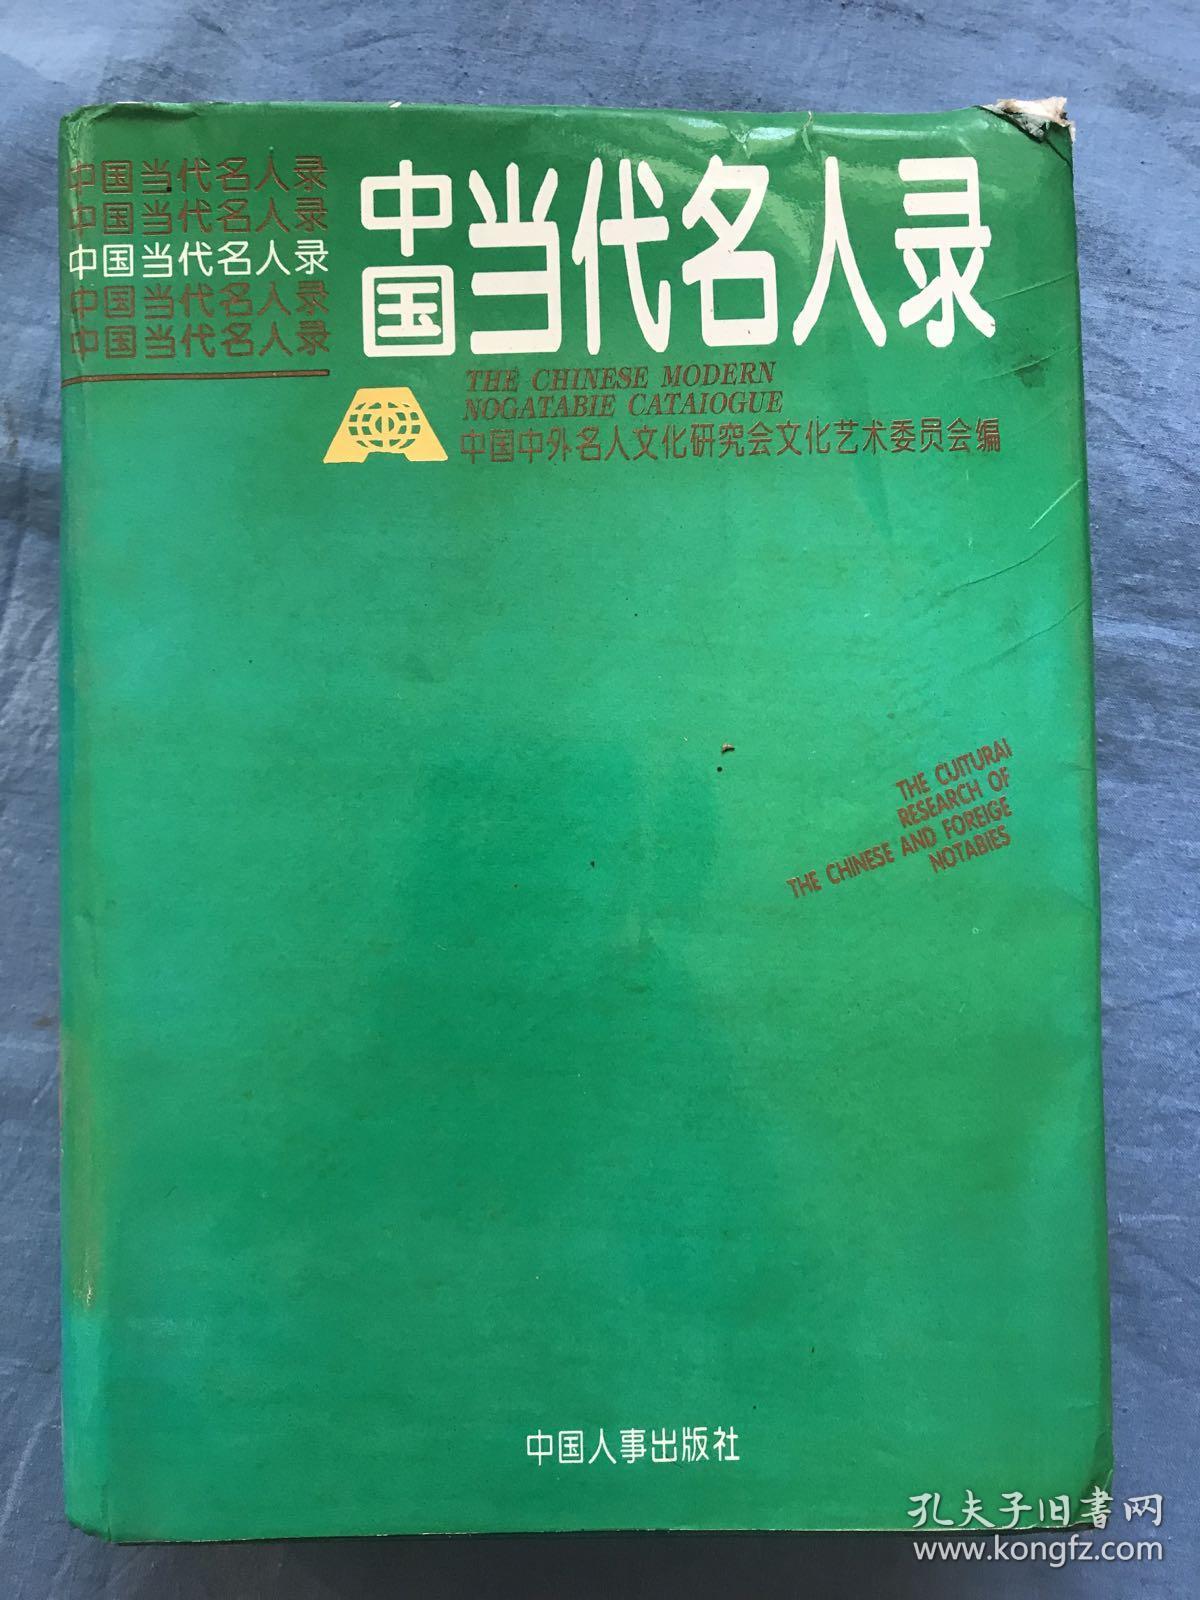 中国当代名人录
中国当代名人录
中国当代名人录
中国当代名人录
中国当代名人录
中国当代名人录
THE CHINESE MODERN
NOGATABIE CATAIOGUE
中国中外名人文化研究会文化艺术委员会编
THE CUITURAI
RESEARCH OF
THE CHINESE AND FOREIGE
NOTABIES
中国人事出版社
孔夫子旧书网
www.kongfz.com